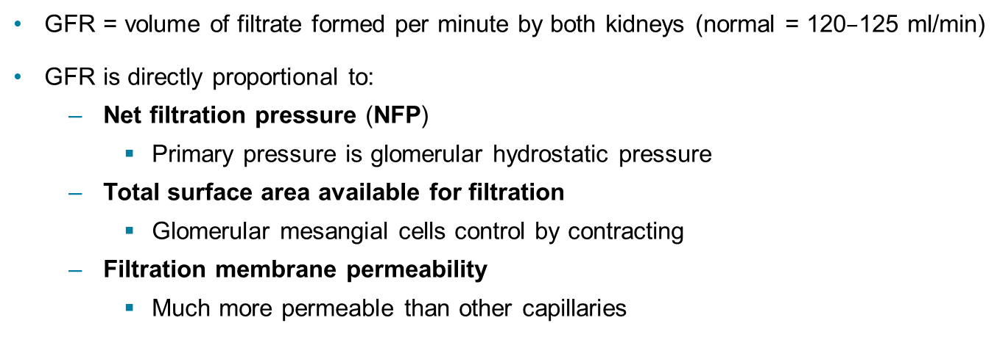 • GFR = volume of filtrate formed per minute by both kidneys (normal = 120–125 ml/min)
• GFR is directly proportional to:
– Net filtration pressure (NFP)
▪ Primary pressure is glomerular hydrostatic pressure
– Total surface area available for filtration
▪ Glomerular mesangial cells control by contracting
– Filtration membrane permeability
▪ Much more permeable than other capillaries